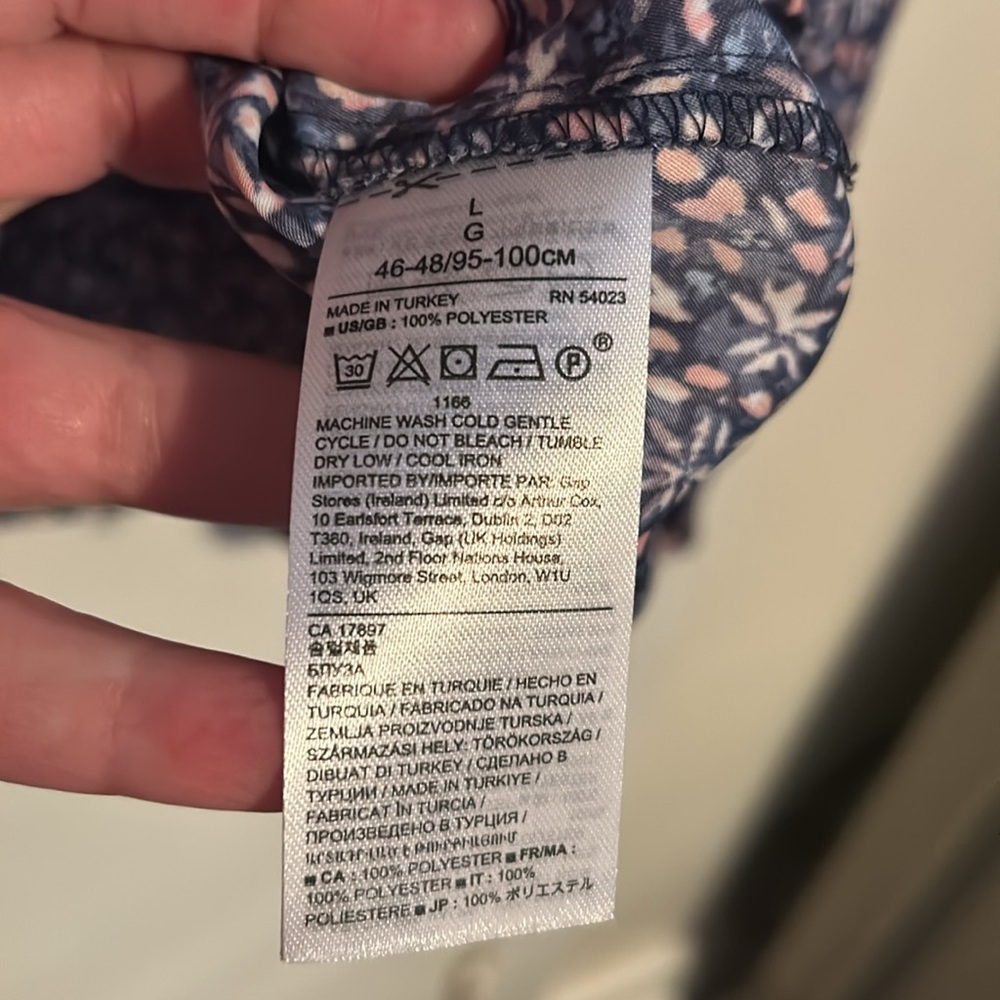 L
G
46-48/95-100CM
MADE IN TURKEY RN 54023
■ US/GB : 100% POLYESTER
30 P ®
1166
MACHINE WASH COLD GENTLE
CYCLE / DO NOT BLEACH / TUMBLE
DRY LOW / COOL IRON
IMPORTED BY/IMPORTE PAR: Gap
Stores (Ireland) Limited c/o Arthur Cox,
10 Earlsfort Terrace, Dublin 2, D02
T380, Ireland, Gap (UK Holdings)
Limited, 2nd Floor Nations House,
103 Wigmore Street, London, W1U
1QS, UK
CA 17897
БЛУЗА
FABRIQUE EN TURQUIE / HECHO EN
TURQUIA / FABRICADO NA TURQUIA /
ZEMLJA PROIZVODNJE TURSKA /
SZÁRMAZÁSI HELY: TÖRÖKORSZÁG /
DIBUAT DI TURKEY / СДЕЛАНО В
ТУРЦИИ / MADE IN TURKIYE /
FABRICAT ÎN TURCIA /
ПРОИЗВЕДЕНО В ТУРЦИЯ /
■ CA : 100% POLYESTER ■ FR/MA :
100% POLYESTER ■ IT : 100%
POLIESTERE ■ JP : 100% ポリエステル